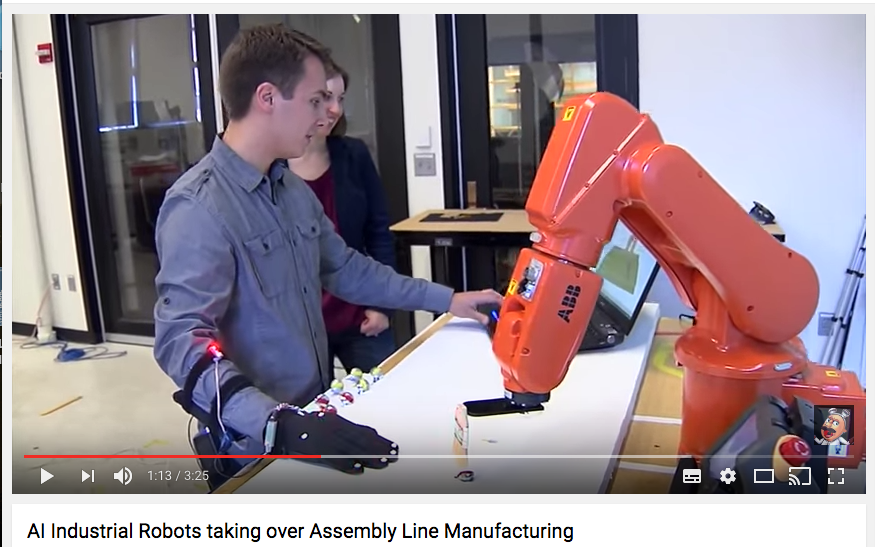 ABB
1:13 / 3:25
AI Industrial Robots taking over Assembly Line Manufacturing